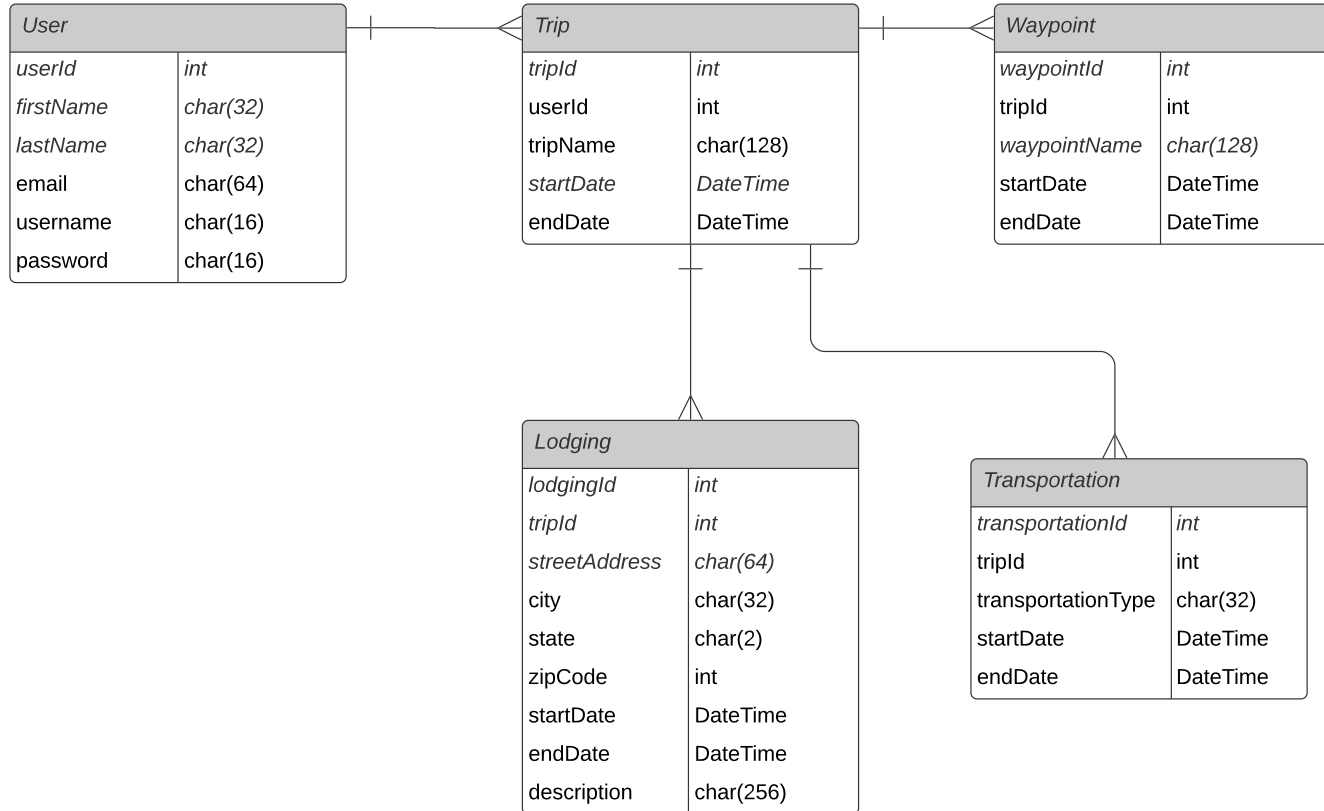 User
userId int
firstName char(32)
lastName char(32)
email char(64)
username char(16)
password char(16)
Trip
tripId int
userId int
tripName char(128)
startDate DateTime
endDate DateTime
Waypoint
waypointId int
tripId int
waypointName char(128)
startDate DateTime
endDate DateTime
Lodging
lodgingId int
tripId int
streetAddress char(64)
city char(32)
state char(2)
zipCode int
startDate DateTime
endDate DateTime
description char(256)
Transportation
transportationId int
tripId int
transportationType char(32)
startDate DateTime
endDate DateTime